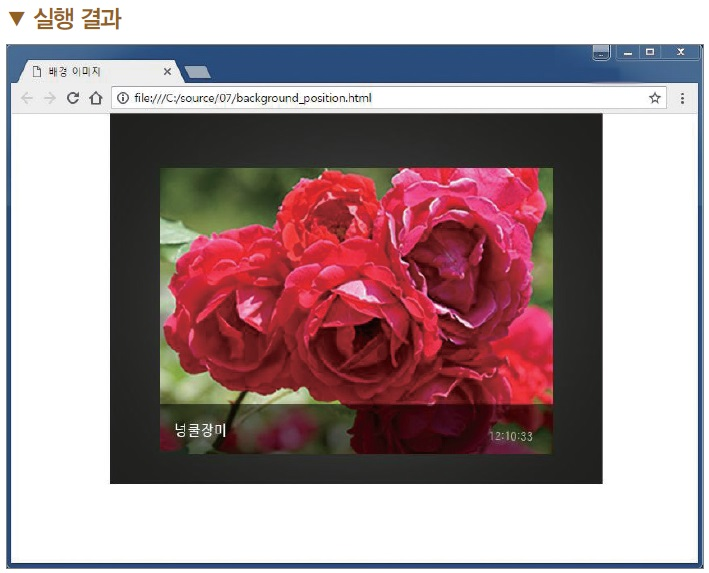 ▼ 실행 결과
배경 이미지
file:///C:/source/07/background_position.html
넝쿨장미
12:10:33